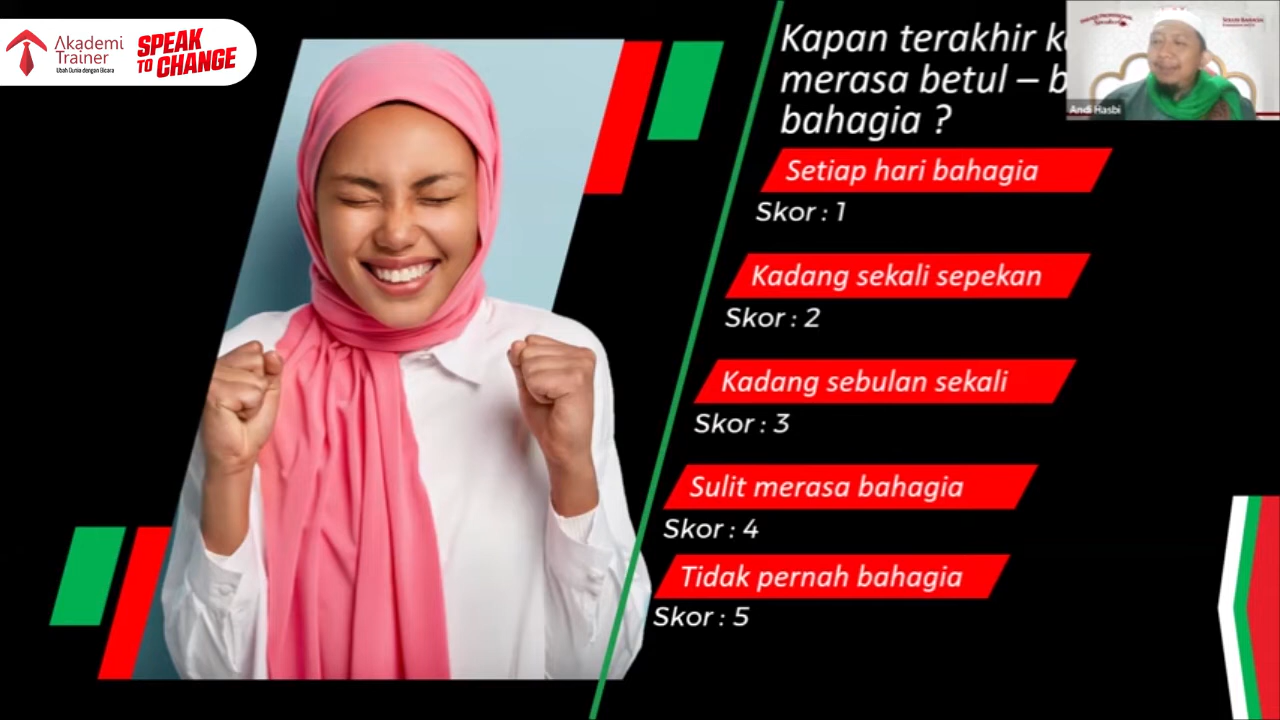 Akademi
Trainer
Ubah Dunia dengan Bicara
SPEAK
TO CHANGE
Kapan terakhir
merasa betul –
bahagia ?
Andi Hasbi
Setiap hari bahagia
Skor : 1
Kadang sekali sepekan
Skor : 2
Kadang sebulan sekali
Skor : 3
Sulit merasa bahagia
Skor : 4
Tidak pernah bahagia
Skor : 5